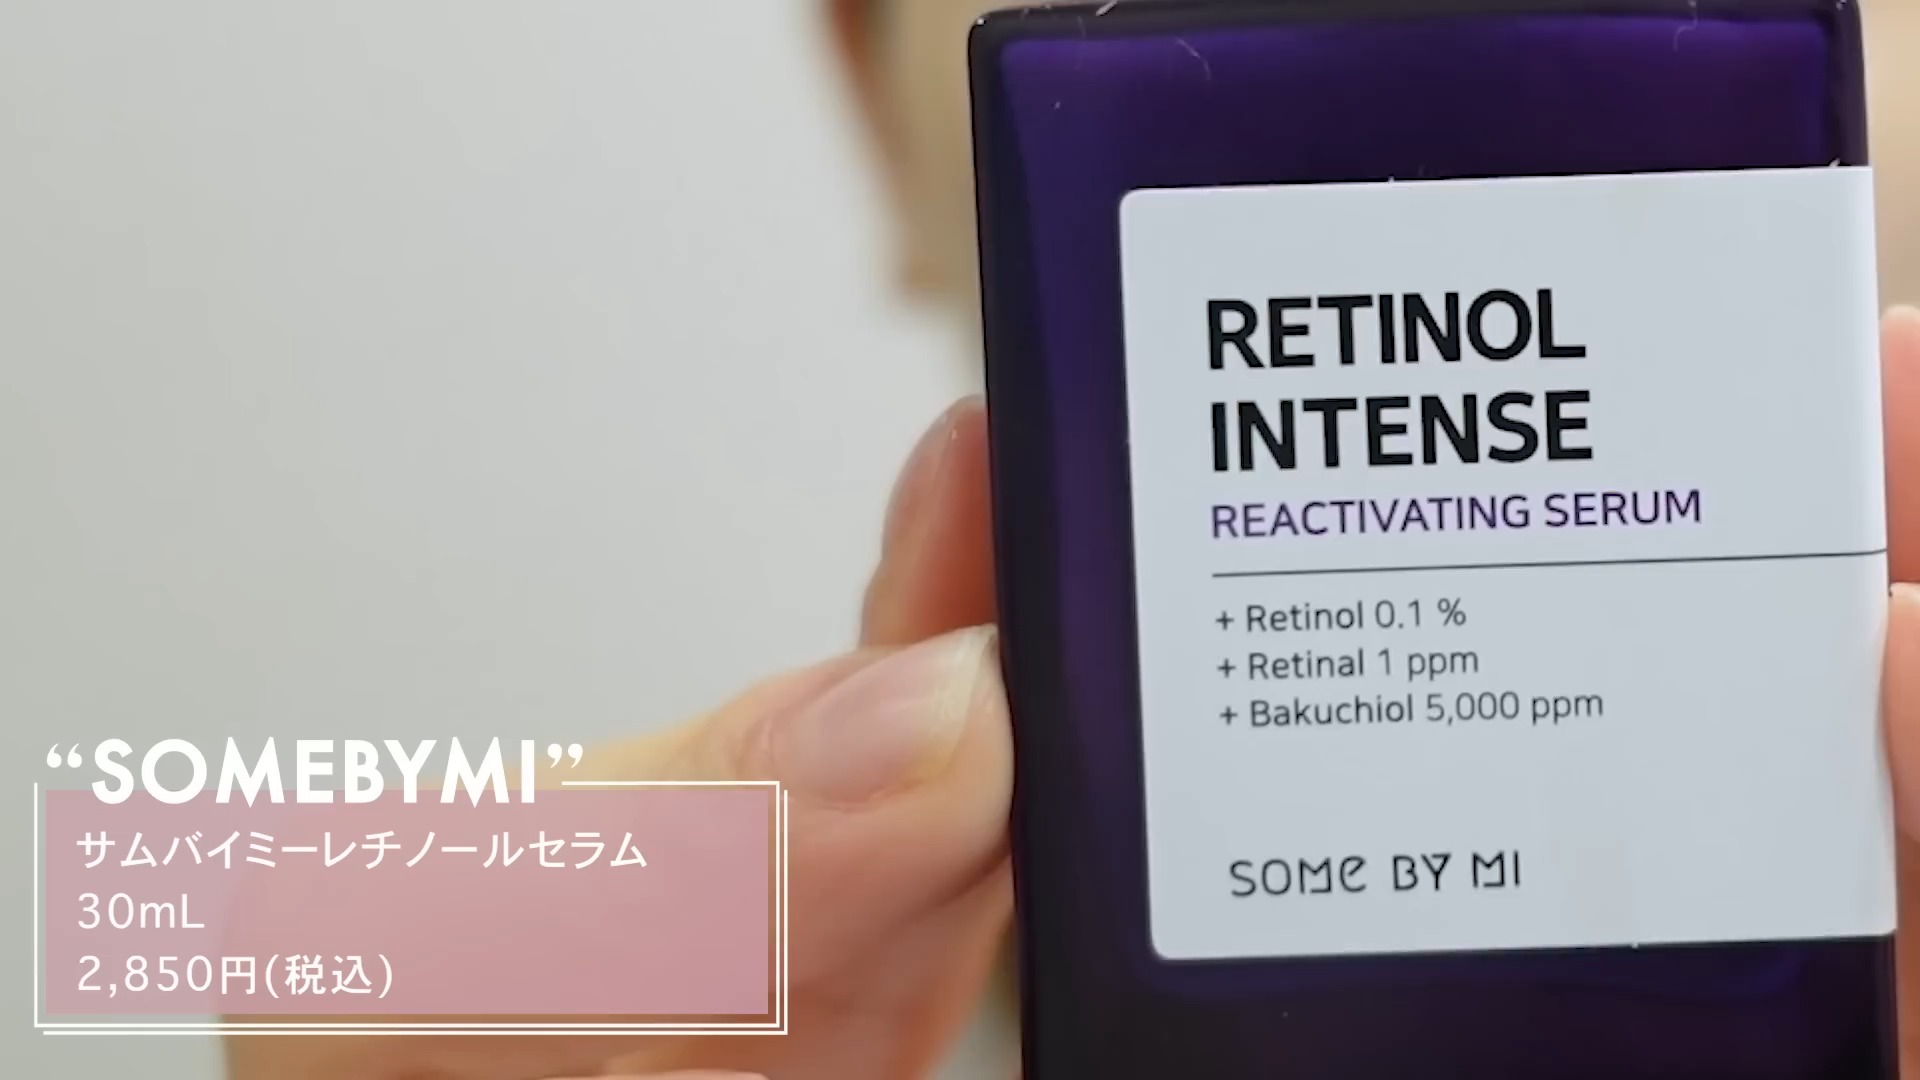 RETINOL
INTENSE
REACTIVATING SERUM
+ Retinol 0.1 %
+ Retinal 1 ppm
+ Bakuchiol 5,000 ppm
SOME BY MI
“SOMEBYMI”
サムバイミーレチノールセラム
30mL
2,850円(税込)